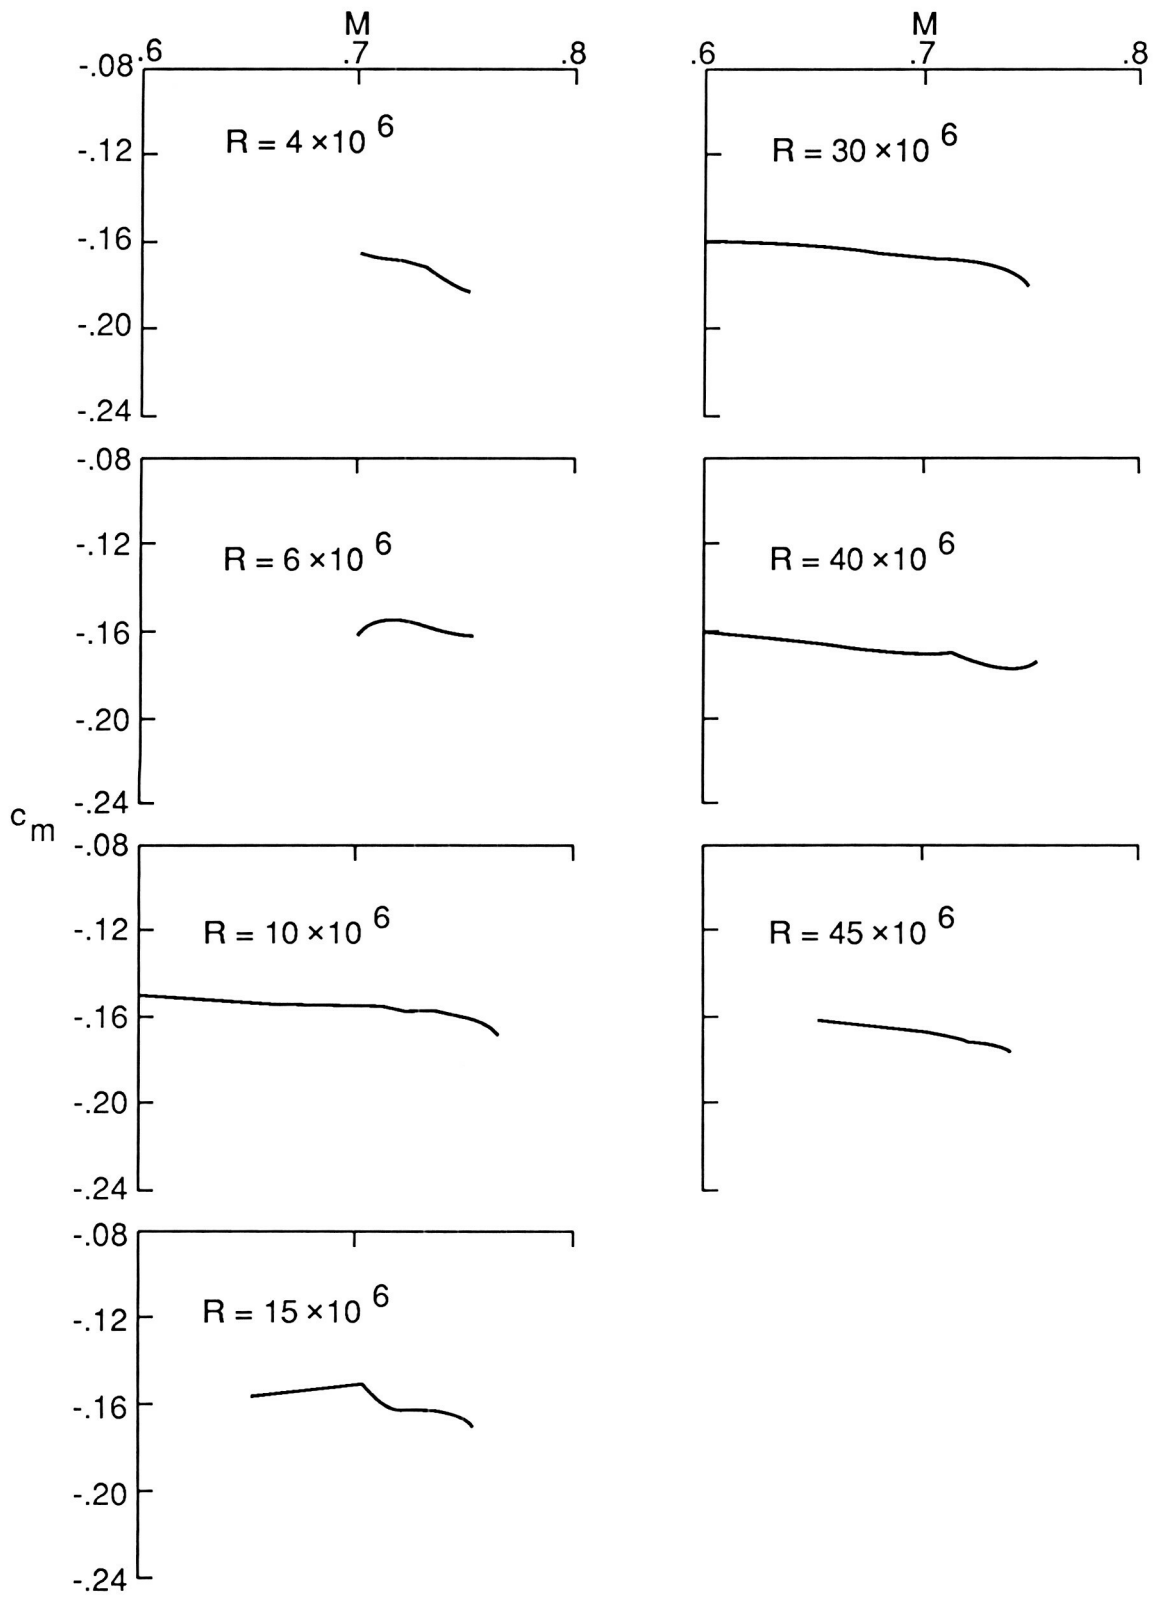 M M
.6 .7 .8 .6 .7 .8
-.08
-.12
R = 4 ×10 6
R = 30 ×10 6
-.16
-.20
-.24
-.08
-.12
R = 6 ×10 6
R = 40 ×10 6
-.16
-.20
-.24
c m
-.08
-.12
R = 10 ×10 6
R = 45 ×10 6
-.16
-.20
-.24
-.08
-.12
R = 15 ×10 6
-.16
-.20
-.24